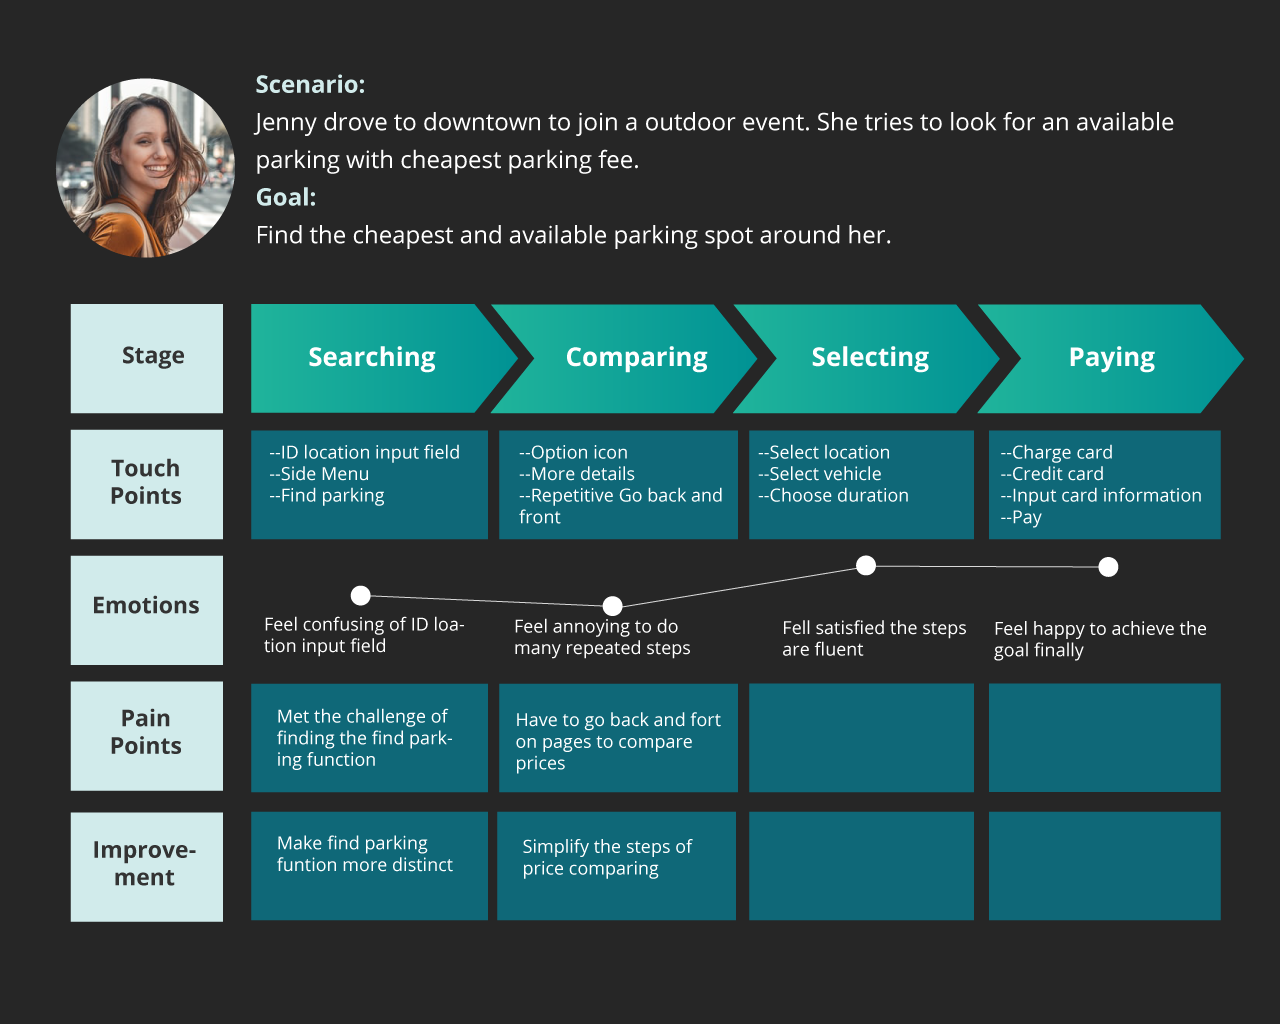 Scenario:
Jenny drove to downtown to join a outdoor event. She tries to look for an available
parking with cheapest parking fee.
Goal:
Find the cheapest and available parking spot around her.
Stage
Searching
Comparing
Selecting
Paying
Touch
Points
--ID location input field
--Side Menu
--Find parking
--Option icon
--More details
--Repetitive Go back and
front
--Select location
--Select vehicle
--Choose duration
--Charge card
--Credit card
--Input card information
--Pay
Emotions
Feel confusing of ID loa-
tion input field
Feel annoying to do
many repeated steps
Fell satisfied the steps
are fluent
Feel happy to achieve the
goal finally
Pain
Points
Met the challenge of
finding the find park-
ing function
Have to go back and fort
on pages to compare
prices
Improve-
ment
Make find parking
funtion more distinct
Simplify the steps of
price comparing